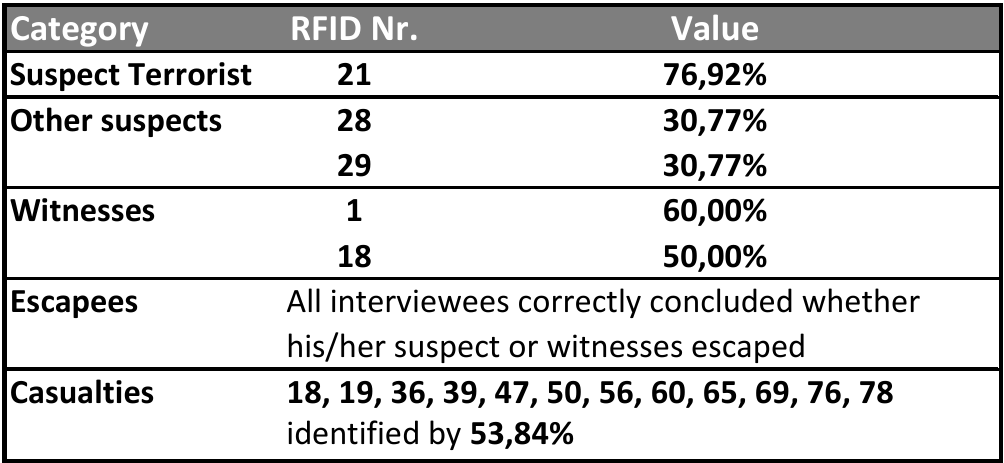 Category RFID Nr. Value
Suspect Terrorist 21 76,92%
Other suspects 28 30,77%
29 30,77%
Witnesses 1 60,00%
18 50,00%
Escapees All interviewees correctly concluded whether
his/her suspect or witnesses escaped
Casualties 18, 19, 36, 39, 47, 50, 56, 60, 65, 69, 76, 78
identified by 53,84%